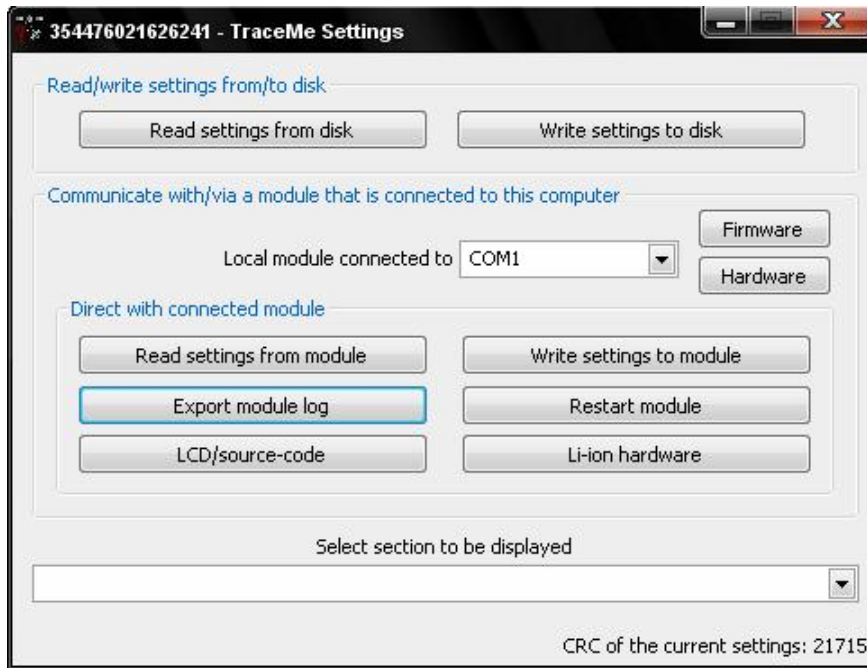 354476021626241 - TraceMe Settings
Read/write settings from/to disk
Read settings from disk
Write settings to disk
Communicate with/via a module that is connected to this computer
Firmware
Local module connected to COM1
Hardware
Direct with connected module
Read settings from module
Write settings to module
Export module log
Restart module
LCD/source-code
Li-ion hardware
Select section to be displayed
CRC of the current settings: 21715